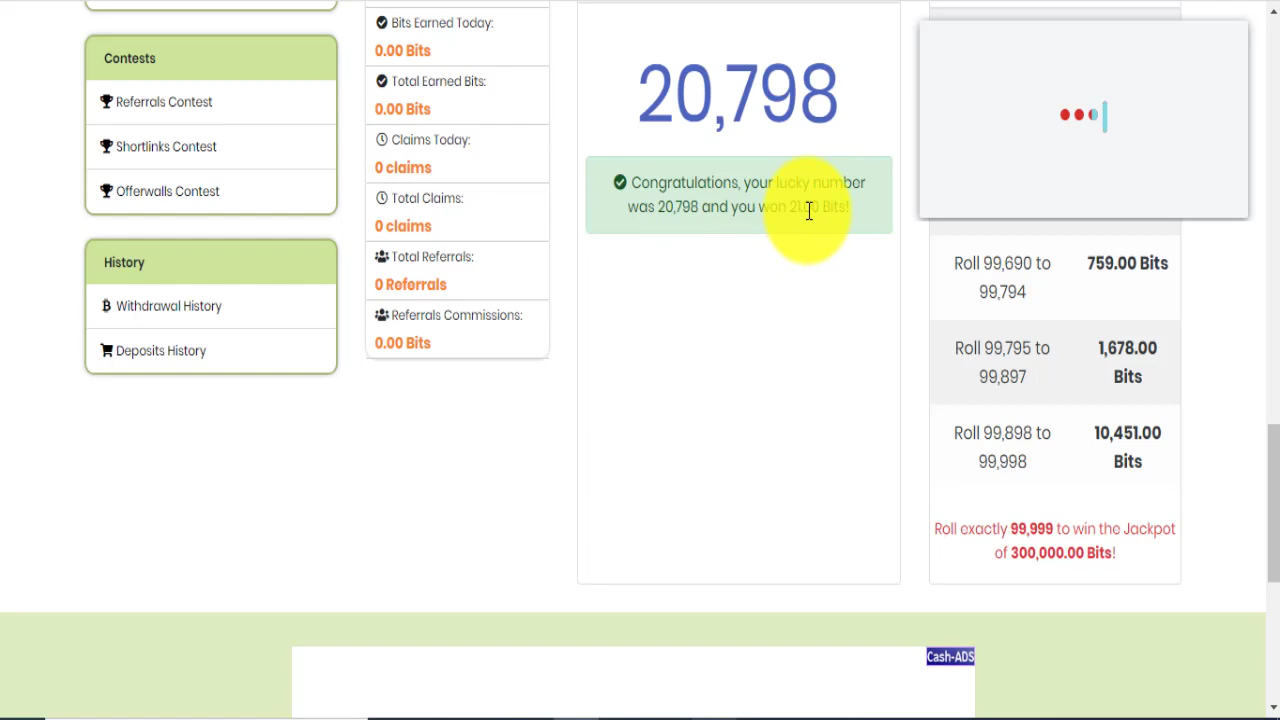 Contests
Referrals Contest
Shortlinks Contest
Offerwalls Contest
History
Withdrawal History
Deposits History
Bits Earned Today:
0.00 Bits
Total Earned Bits:
0.00 Bits
Claims Today:
0 claims
Total Claims:
0 claims
Total Referrals:
0 Referrals
Referrals Commissions:
0.00 Bits
20,798
Congratulations, your lucky number
was 20,798 and you won 21.00 Bits!
Roll 99,690 to
99,794
759.00 Bits
Roll 99,795 to
99,897
1,678.00
Bits
Roll 99,898 to
99,998
10,451.00
Bits
Roll exactly 99,999 to win the Jackpot
of 300,000.00 Bits!
Cash-ADS